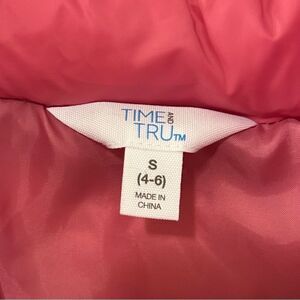 TIME AND
TRU™
S
(4-6)
MADE IN
CHINA